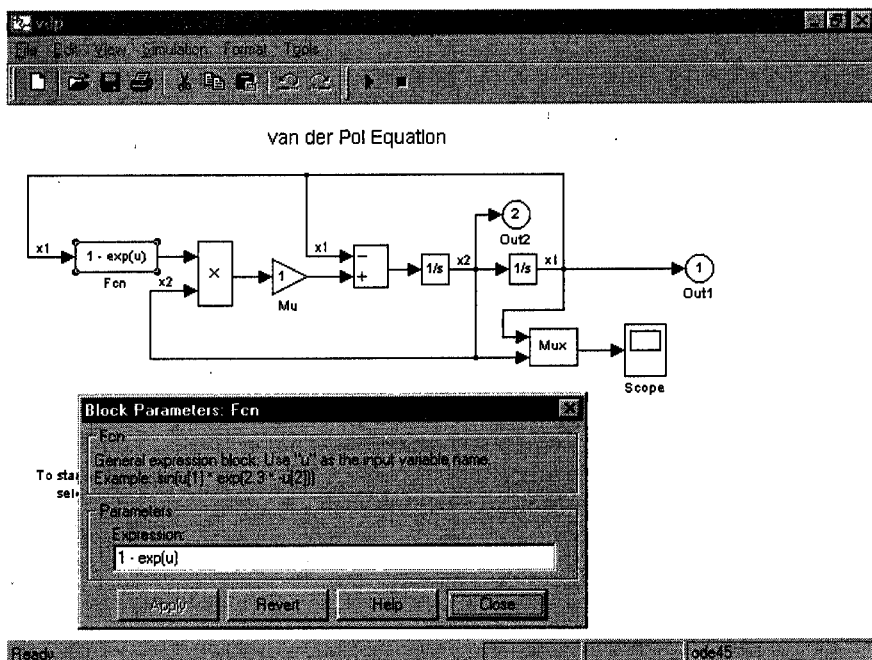 vdp
File Edit View Simulation Format Tools
van der Pol Equation
x1
1 - exp(u)
Fcn
x2
×
1
Mu
x1
−
+
1/s
x2
2
Out2
1/s
x1
1
Out1
Mux
Scope
To star
sele
Block Parameters: Fcn
Fcn
General expression block. Use "u" as the input variable name.
Example: sin(u[1] * exp(2.3 * -u[2]))
Parameters
Expression:
1 - exp(u)
Apply Revert Help Close
Ready ode45